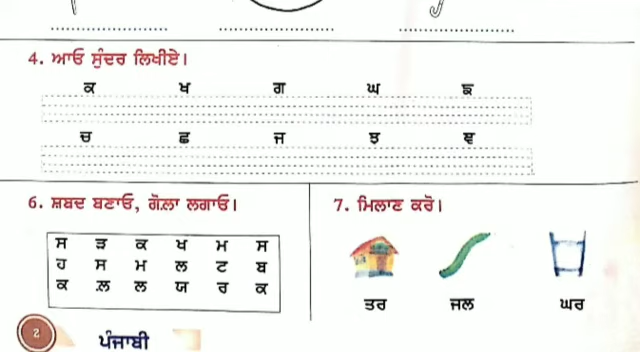 4. ਆਓ ਸੁੰਦਰ ਲਿਖੀਏ।
ਕ ਖ ਗ ਘ ਙ
ਚ ਛ ਜ ਝ ਞ
6. ਸ਼ਬਦ ਬਣਾਓ, ਗੋਲਾ ਲਗਾਓ।
ਸ ੜ ਕ ਖ ਮ ਸ
ਹ ਸ ਮ ਲ ਟ ਬ
ਕ ਲ਼ ਲ ਯ ਰ ਕ
7. ਮਿਲਾਣ ਕਰੋ।
ਤਰ ਜਲ ਘਰ
2
ਪੰਜਾਬੀ